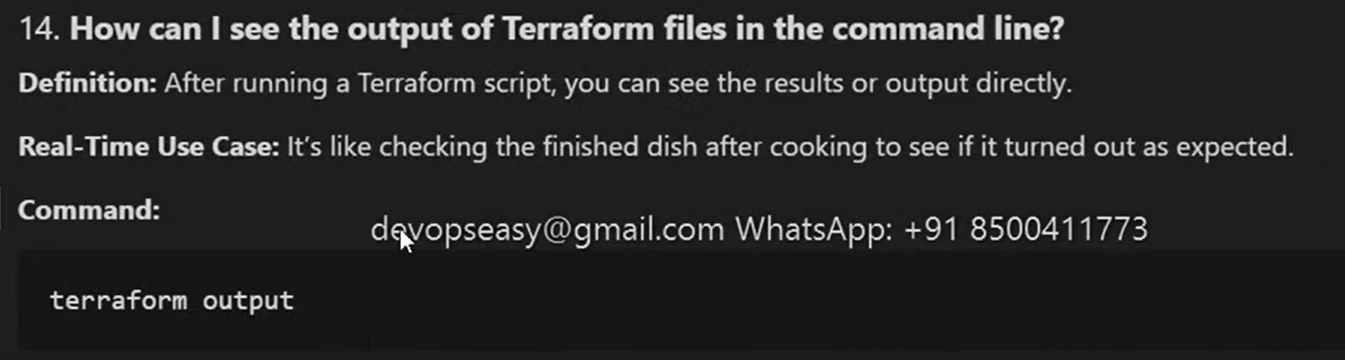 14. How can I see the output of Terraform files in the command line?
Definition: After running a Terraform script, you can see the results or output directly.
Real-Time Use Case: It’s like checking the finished dish after cooking to see if it turned out as expected.
Command:
devopseasy@gmail.com WhatsApp: +91 8500411773
terraform output